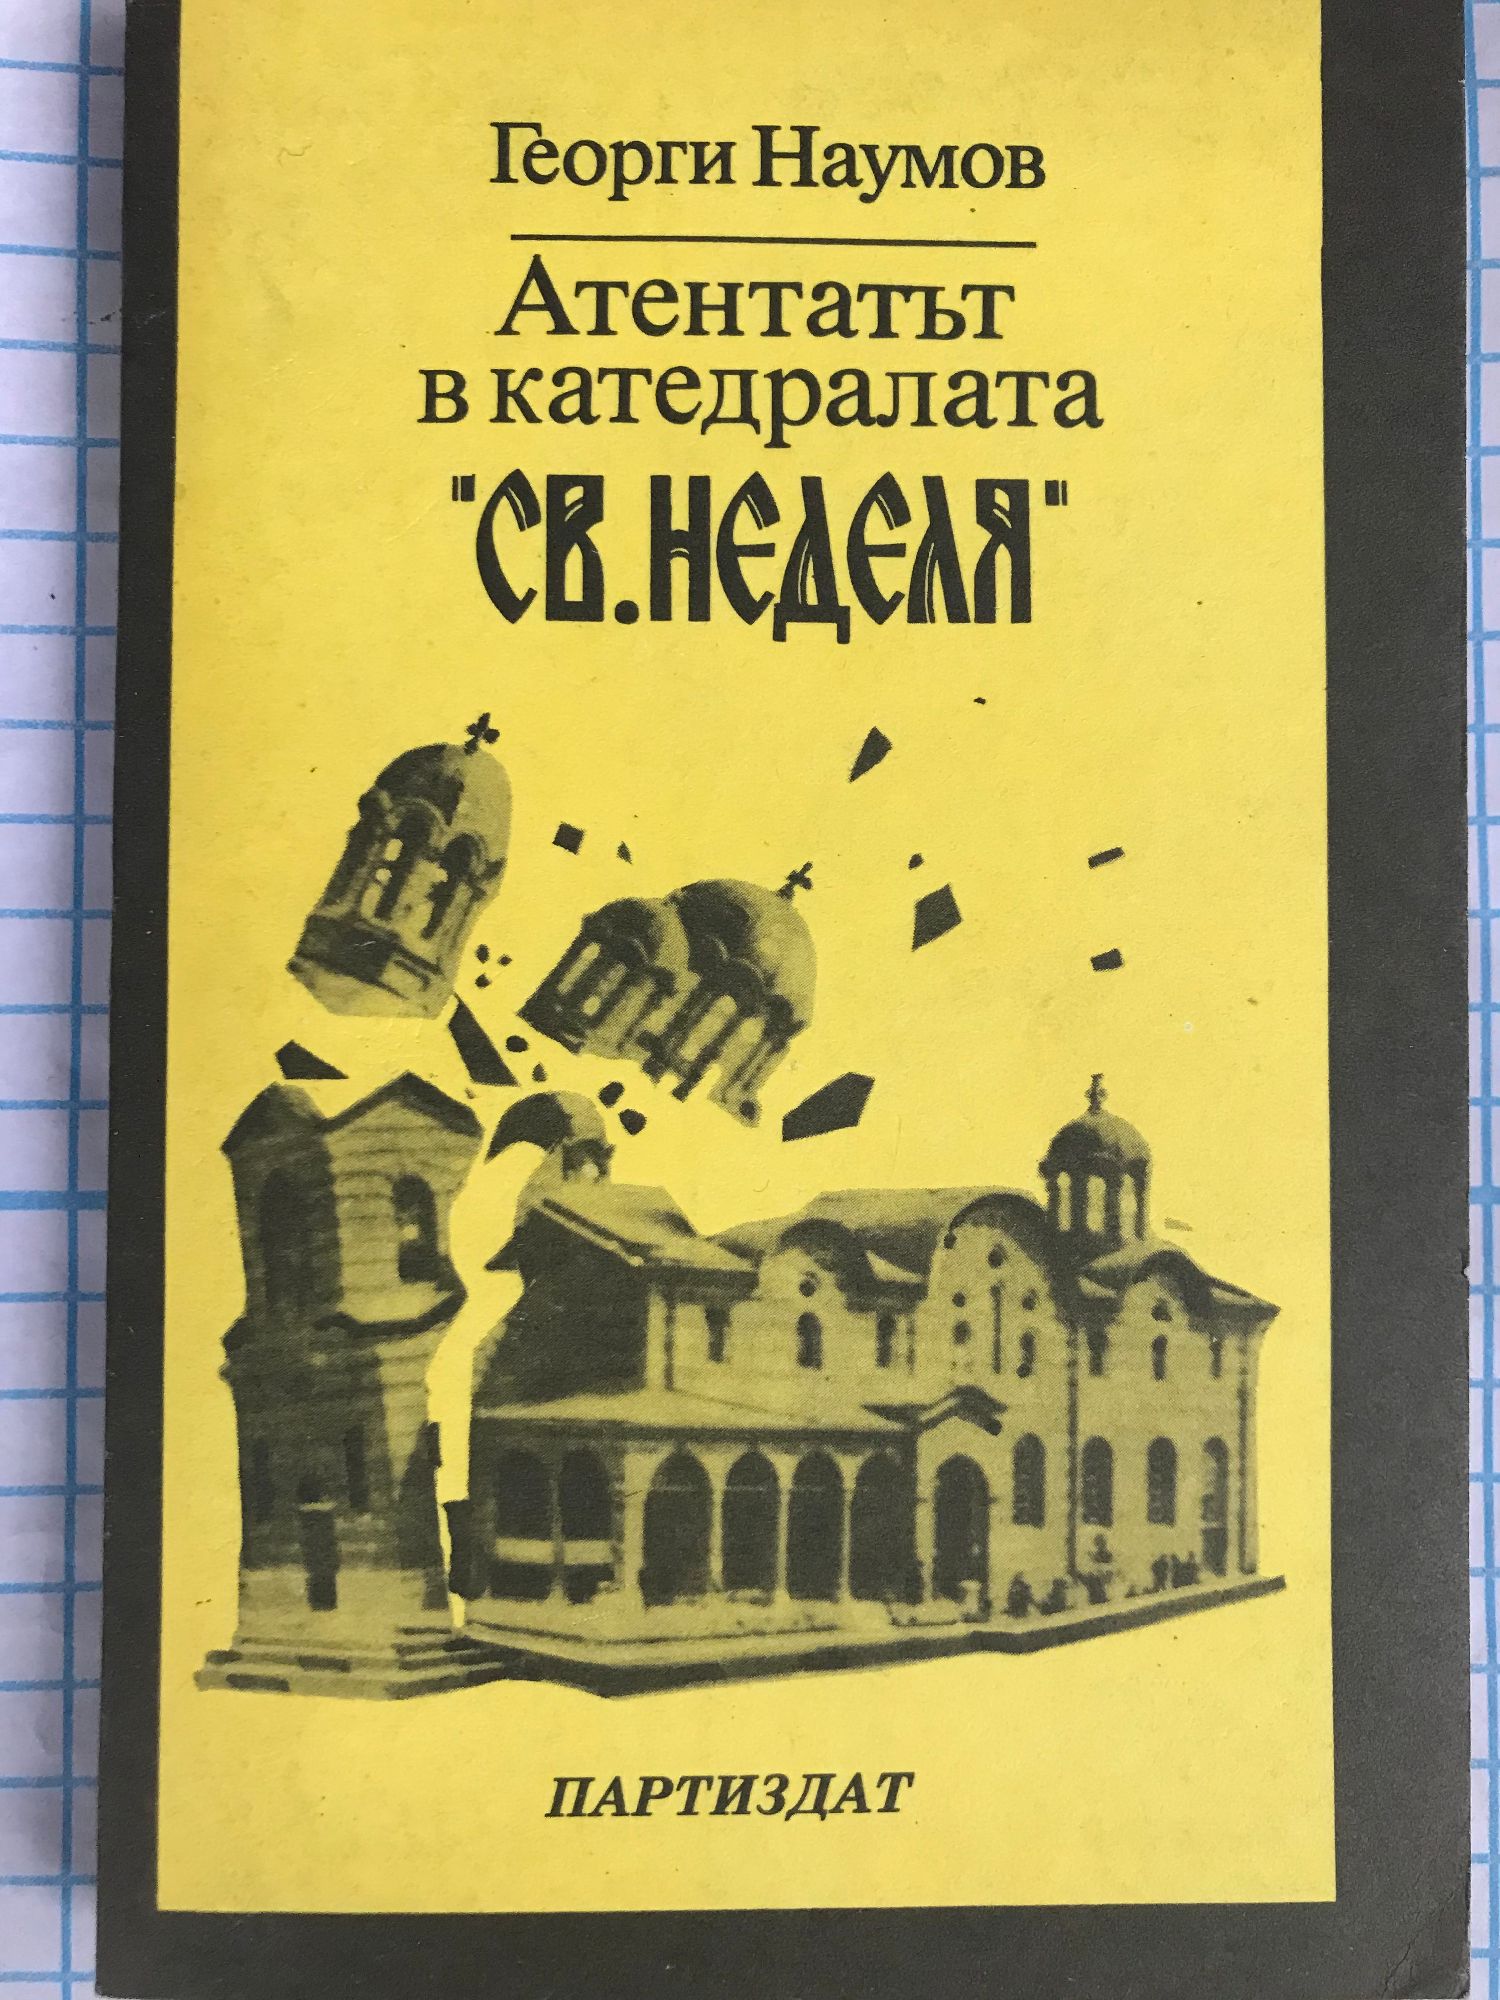 Георги Наумов
Атентатът
в катедралата
"СВ. НЕДЕЛЯ"
ПАРТИЗДАТ